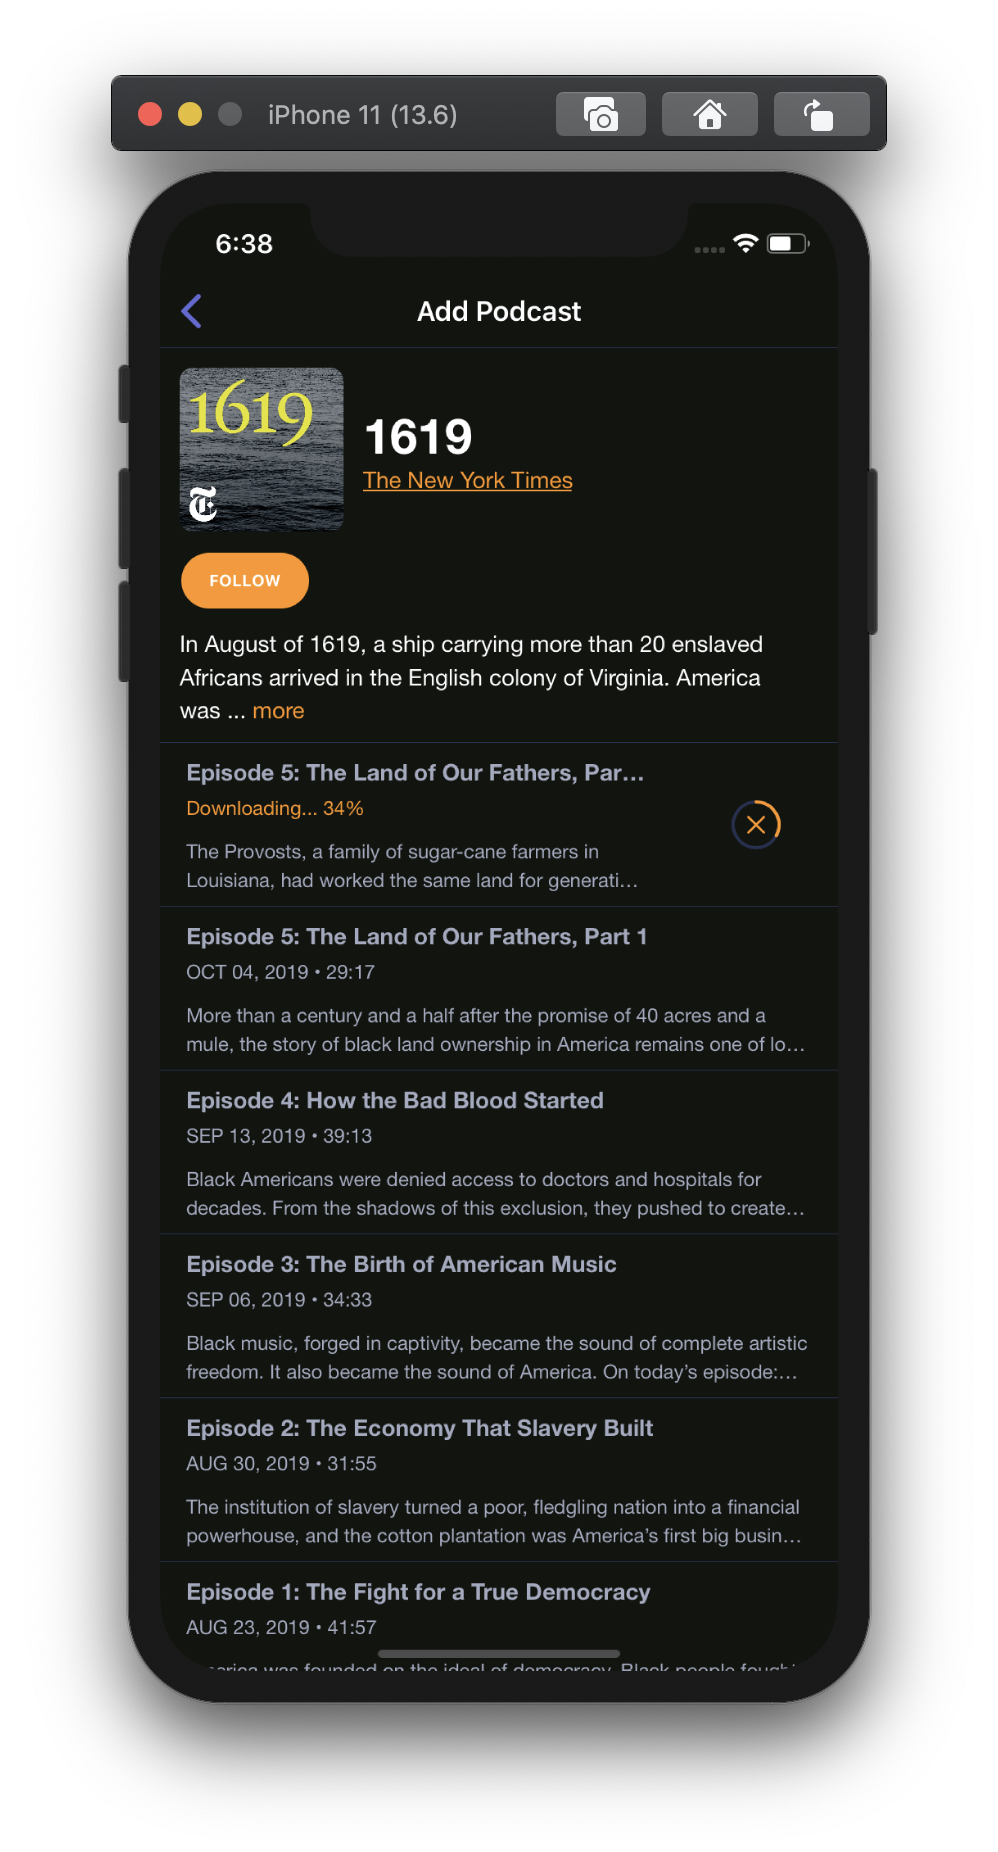 iPhone 11 (13.6)
6:38
Add Podcast
1619
1619
The New York Times
FOLLOW
In August of 1619, a ship carrying more than 20 enslaved
Africans arrived in the English colony of Virginia. America
was ... more
Episode 5: The Land of Our Fathers, Par...
Downloading... 34%
The Provosts, a family of sugar-cane farmers in
Louisiana, had worked the same land for generati...
Episode 5: The Land of Our Fathers, Part 1
OCT 04, 2019 • 29:17
More than a century and a half after the promise of 40 acres and a
mule, the story of black land ownership in America remains one of lo...
Episode 4: How the Bad Blood Started
SEP 13, 2019 • 39:13
Black Americans were denied access to doctors and hospitals for
decades. From the shadows of this exclusion, they pushed to create...
Episode 3: The Birth of American Music
SEP 06, 2019 • 34:33
Black music, forged in captivity, became the sound of complete artistic
freedom. It also became the sound of America. On today’s episode:...
Episode 2: The Economy That Slavery Built
AUG 30, 2019 • 31:55
The institution of slavery turned a poor, fledgling nation into a financial
powerhouse, and the cotton plantation was America’s first big busin...
Episode 1: The Fight for a True Democracy
AUG 23, 2019 • 41:57
was founded on the ideal of democracy. Black people